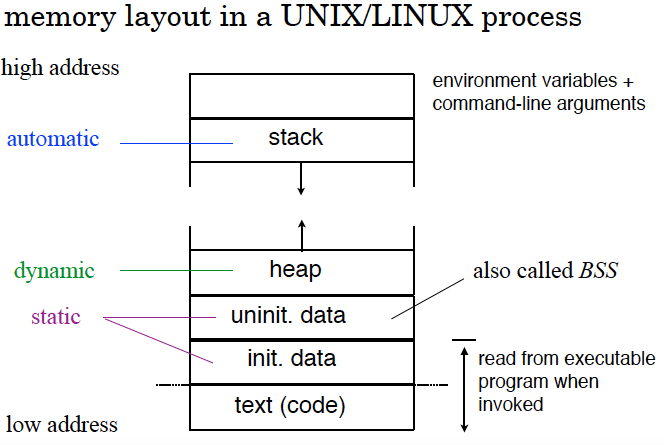 memory layout in a UNIX/LINUX process
high address
environment variables +
command-line arguments
automatic
stack
dynamic
heap
also called BSS
static
uninit. data
init. data
read from executable
program when
invoked
text (code)
low address